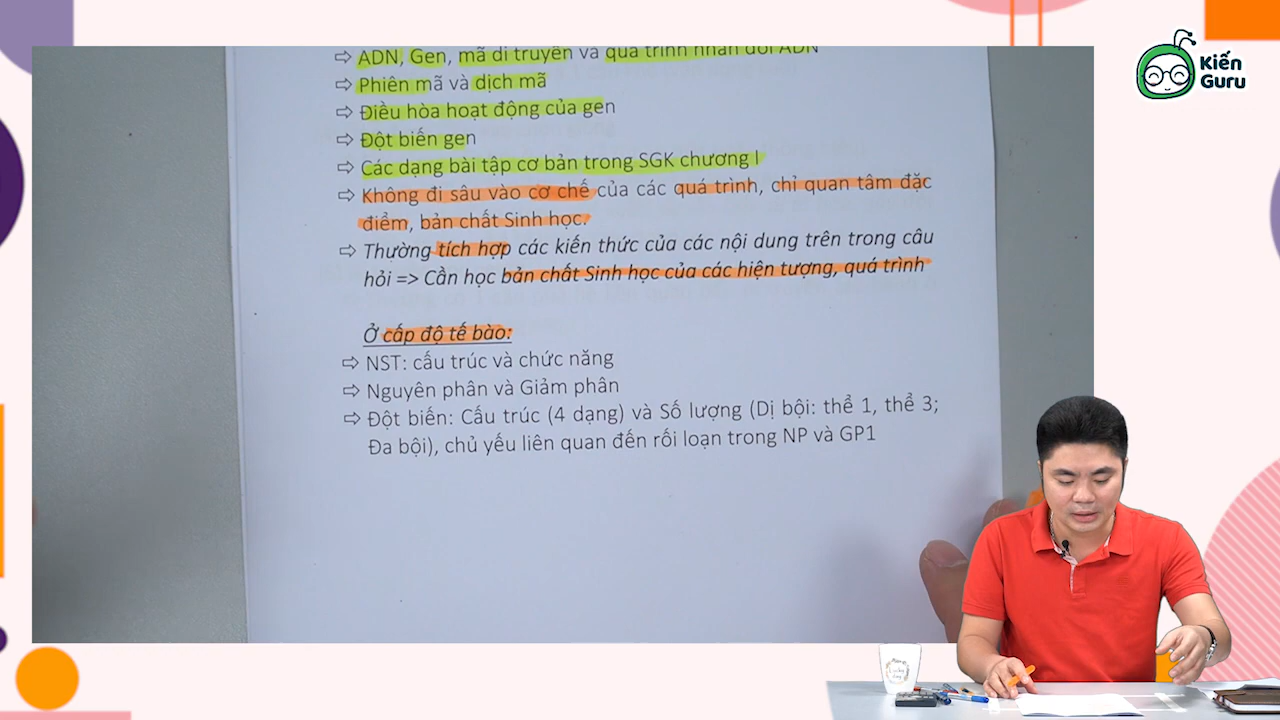 Kiến
Guru
⇨ ADN, Gen, mã di truyền và quá trình nhân đôi ADN
⇨ Phiên mã và dịch mã
⇨ Điều hòa hoạt động của gen
⇨ Đột biến gen
⇨ Các dạng bài tập cơ bản trong SGK chương I
⇨ Không đi sâu vào cơ chế của các quá trình, chỉ quan tâm đặc
điểm, bản chất Sinh học.
⇨ Thường tích hợp các kiến thức của các nội dung trên trong câu
hỏi => Cần học bản chất Sinh học của các hiện tượng, quá trình
Ở cấp độ tế bào:
⇨ NST: cấu trúc và chức năng
⇨ Nguyên phân và Giảm phân
⇨ Đột biến: Cấu trúc (4 dạng) và Số lượng (Dị bội: thể 1, thể 3;
Đa bội), chủ yếu liên quan đến rối loạn trong NP và GP1